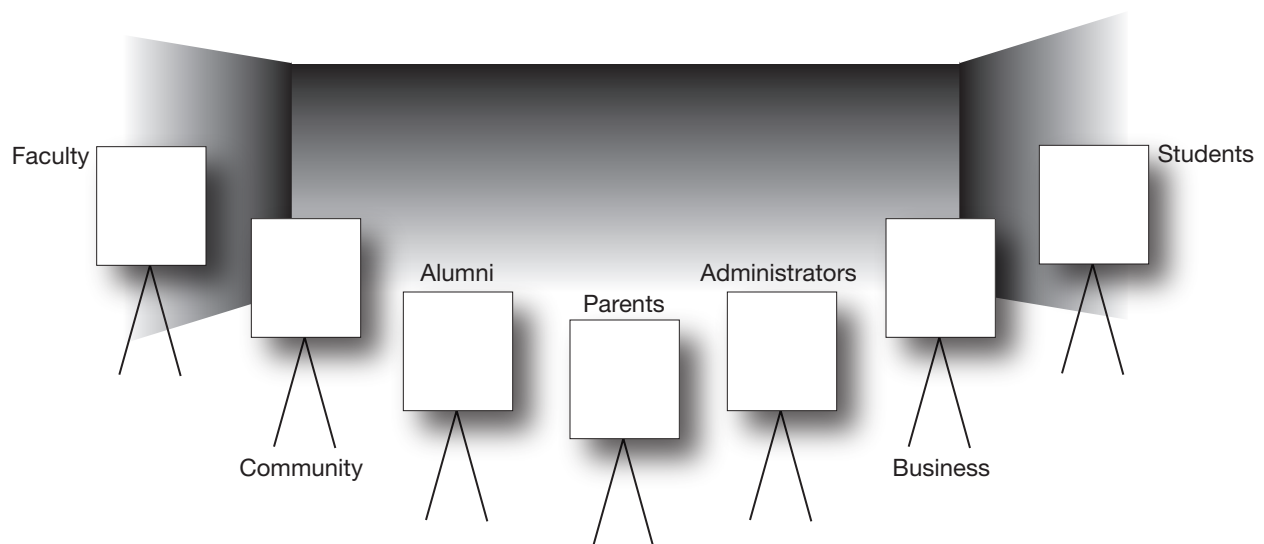 Faculty
Students
Alumni
Administrators
Parents
Community
Business